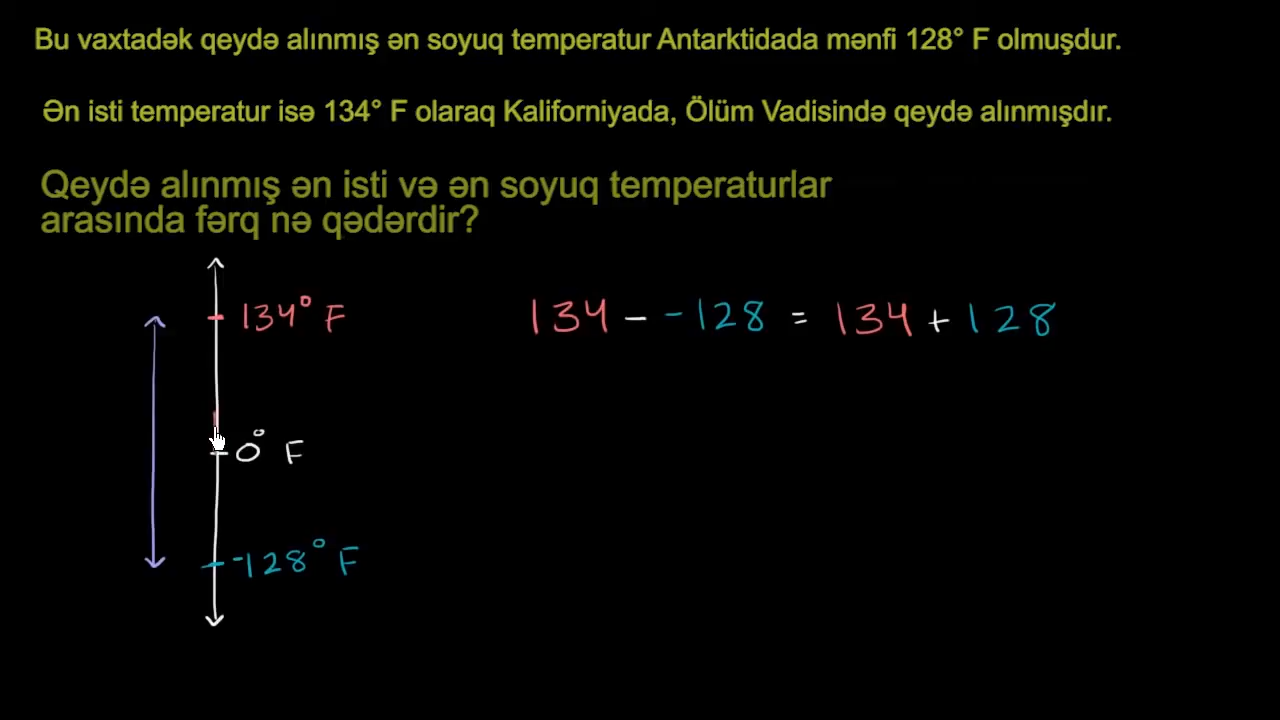 Bu vaxtadək qeydə alınmış ən soyuq temperatur Antarktidada mənfi 128° F olmuşdur.
Ən isti temperatur isə 134° F olaraq Kaliforniyada, Ölüm Vadisində qeydə alınmışdır.
Qeydə alınmış ən isti və ən soyuq temperaturlar
arasında fərq nə qədərdir?
134° F
134 - -128 = 134 + 128
0° F
-128° F